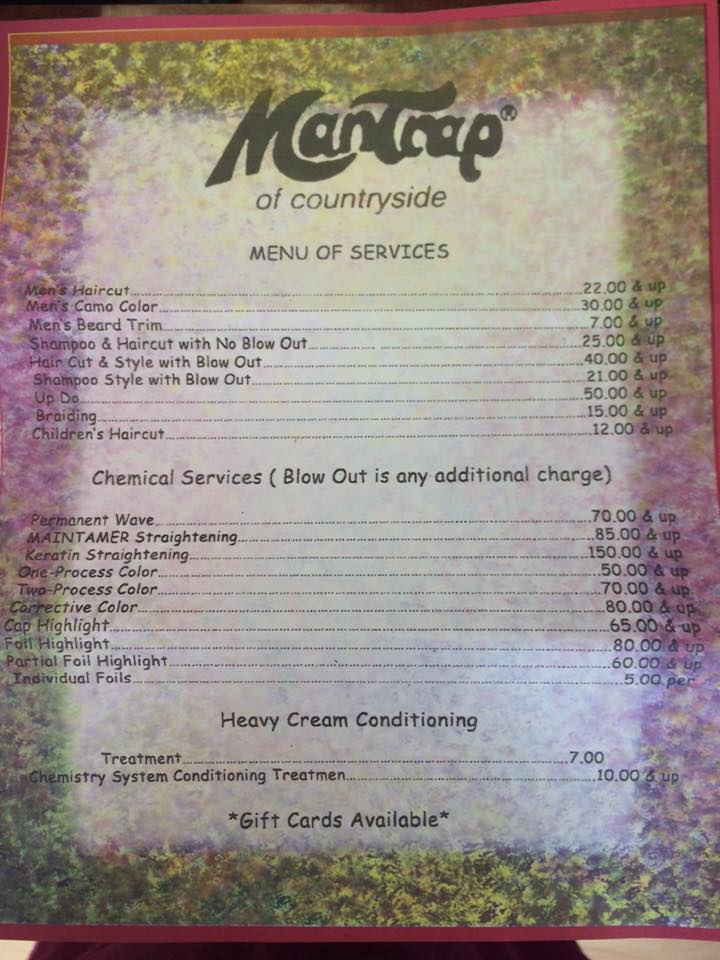 ManTrap®
of countryside
MENU OF SERVICES
Men's Haircut 22.00 & up
Men's Camo Color 30.00 & up
Men's Beard Trim 7.00 & up
Shampoo & Haircut with No Blow Out 25.00 & up
Hair Cut & Style with Blow Out 40.00 & up
Shampoo Style with Blow Out 21.00 & up
Up Do 50.00 & up
Braiding 15.00 & up
Children's Haircut 12.00 & up
Chemical Services ( Blow Out is any additional charge)
Permanent Wave 70.00 & up
MAINTAMER Straightening 85.00 & up
Keratin Straightening 150.00 & up
One-Process Color 50.00 & up
Two-Process Color 70.00 & up
Corrective Color 80.00 & up
Cap Highlight 65.00 & up
Foil Highlight 80.00 & up
Partial Foil Highlight 60.00 & up
Individual Foils 5.00 per
Heavy Cream Conditioning
Treatment 7.00
Chemistry System Conditioning Treatmen 10.00 & up
*Gift Cards Available*